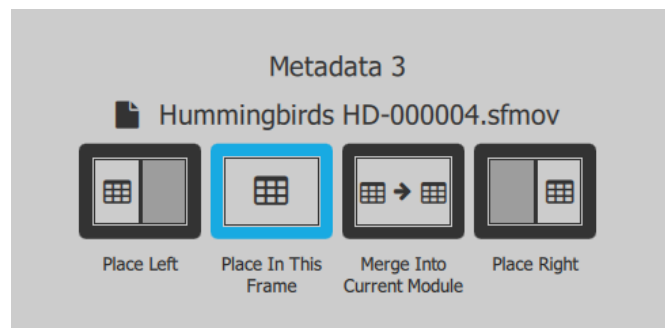 Metadata 3
Hummingbirds HD-000004.sfmov
Place Left
Place In This
Frame
Merge Into
Current Module
Place Right